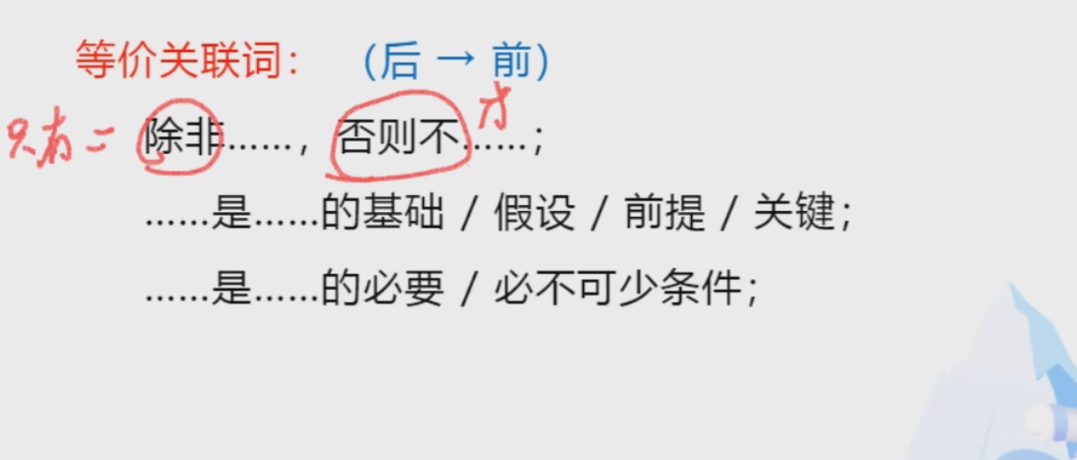 等价关联词：（后 → 前）
只有 = 除非……，否则不……； 才
……是……的基础 / 假设 / 前提 / 关键；
……是……的必要 / 必不可少条件；